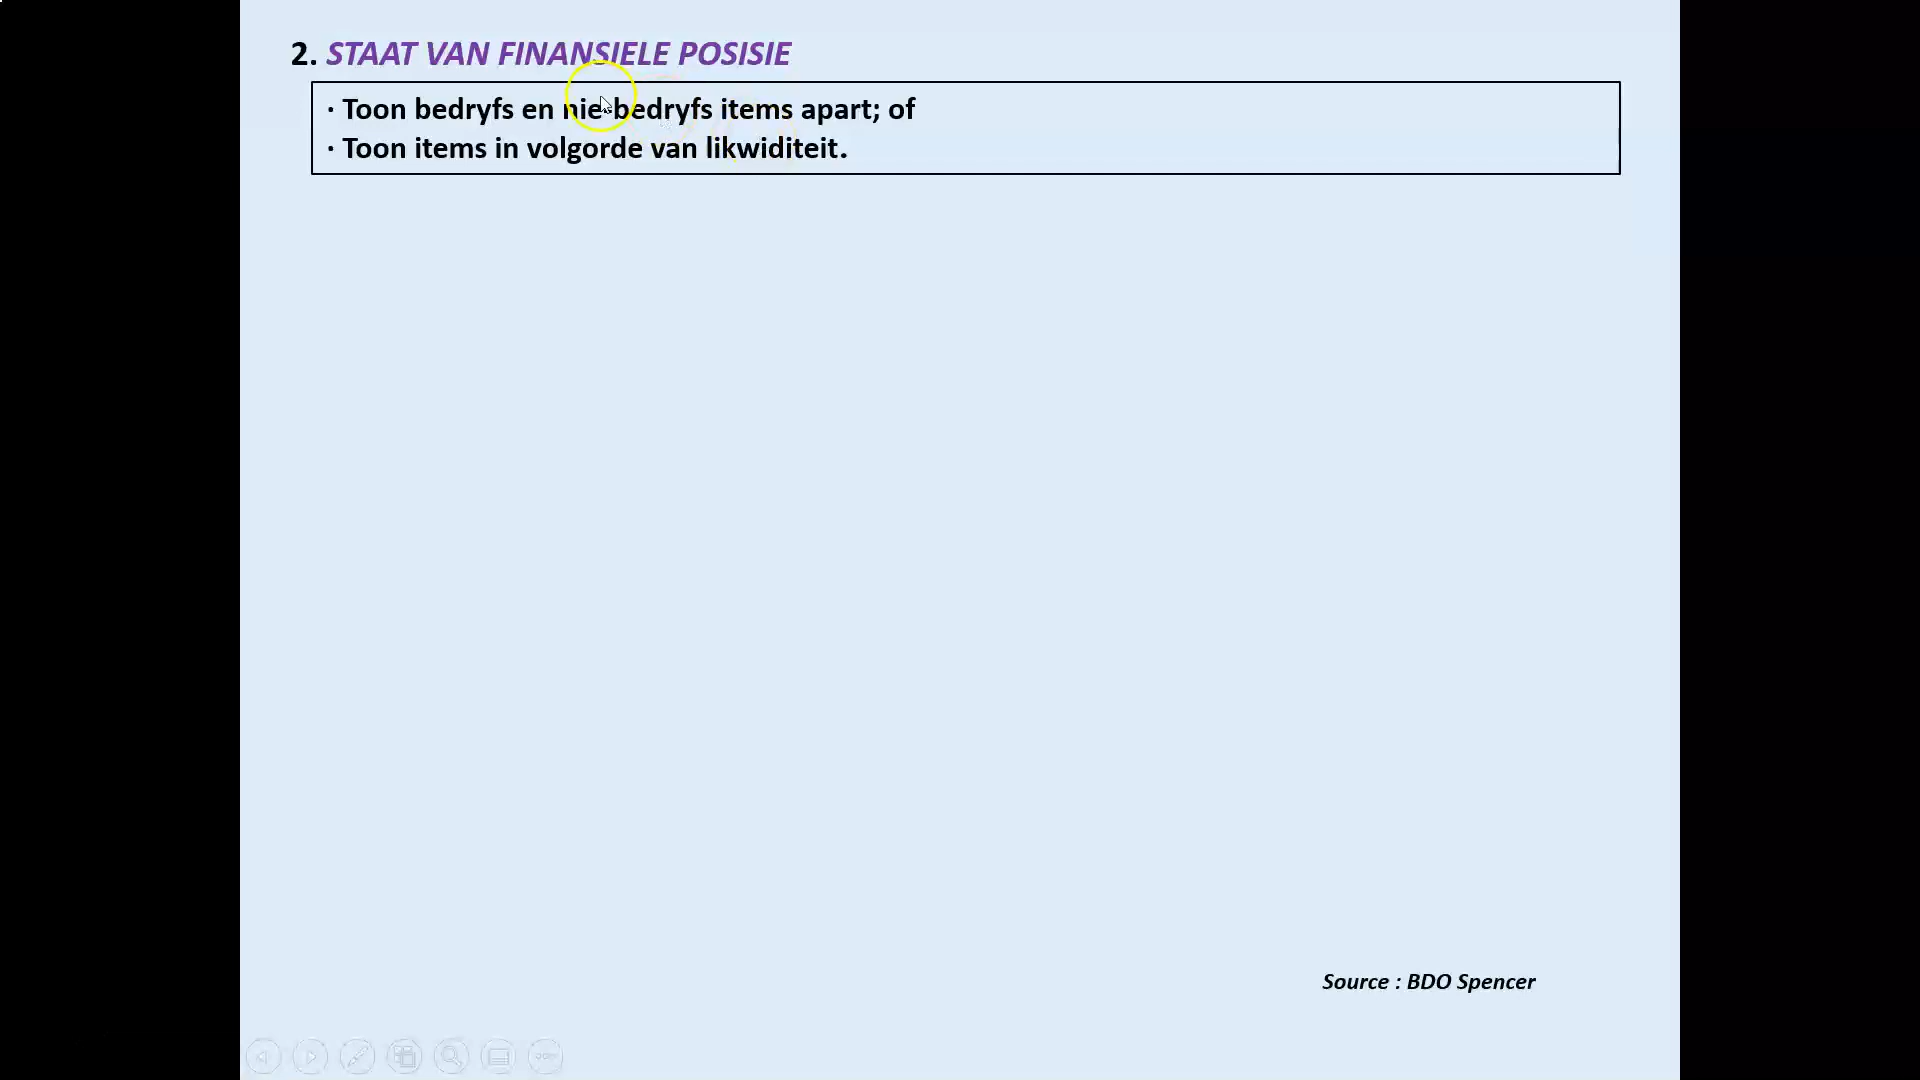 2. STAAT VAN FINANSIELE POSISIE
· Toon bedryfs en nie-bedryfs items apart; of
· Toon items in volgorde van likwiditeit.
Source : BDO Spencer